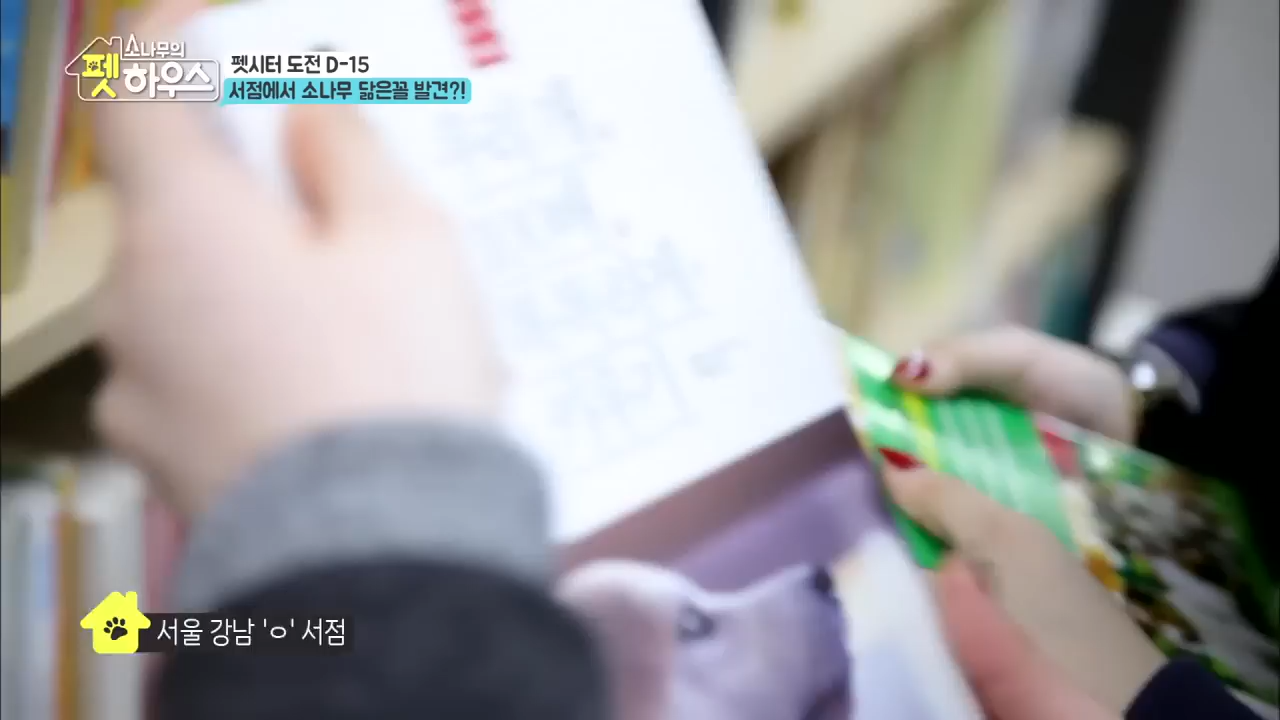 소나무의
펫하우스
펫시터 도전 D-15
서점에서 소나무 닮은꼴 발견?!
서울 강남 'ㅇ' 서점